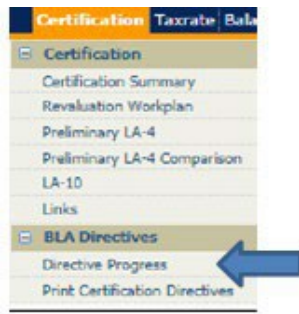 Certification Taxrate Bala
Certification
Certification Summary
Revaluation Workplan
Preliminary LA-4
Preliminary LA-4 Comparison
LA-10
Links
BLA Directives
Directive Progress
Print Certification Directives